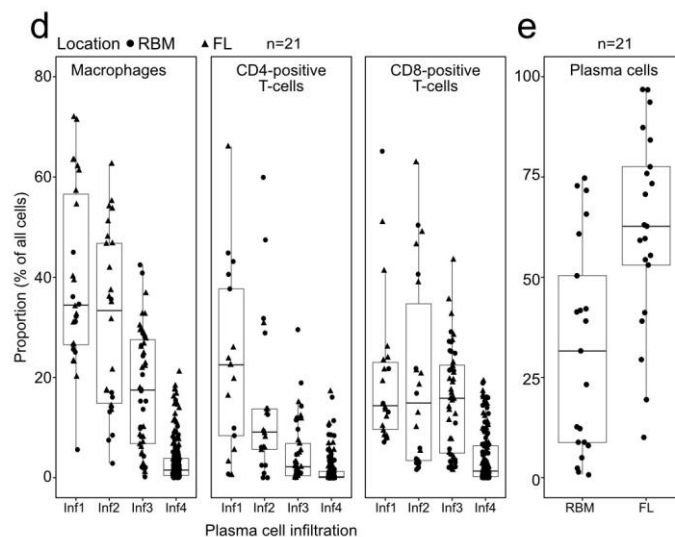 d
Location ● RBM ▲ FL n=21
Macrophages
CD4-positive
T-cells
CD8-positive
T-cells
Proportion (% of all cells)
80
60
40
20
0
Inf1 Inf2 Inf3 Inf4
Inf1 Inf2 Inf3 Inf4
Inf1 Inf2 Inf3 Inf4
Plasma cell infiltration
e
n=21
Plasma cells
100
75
50
25
0
RBM FL